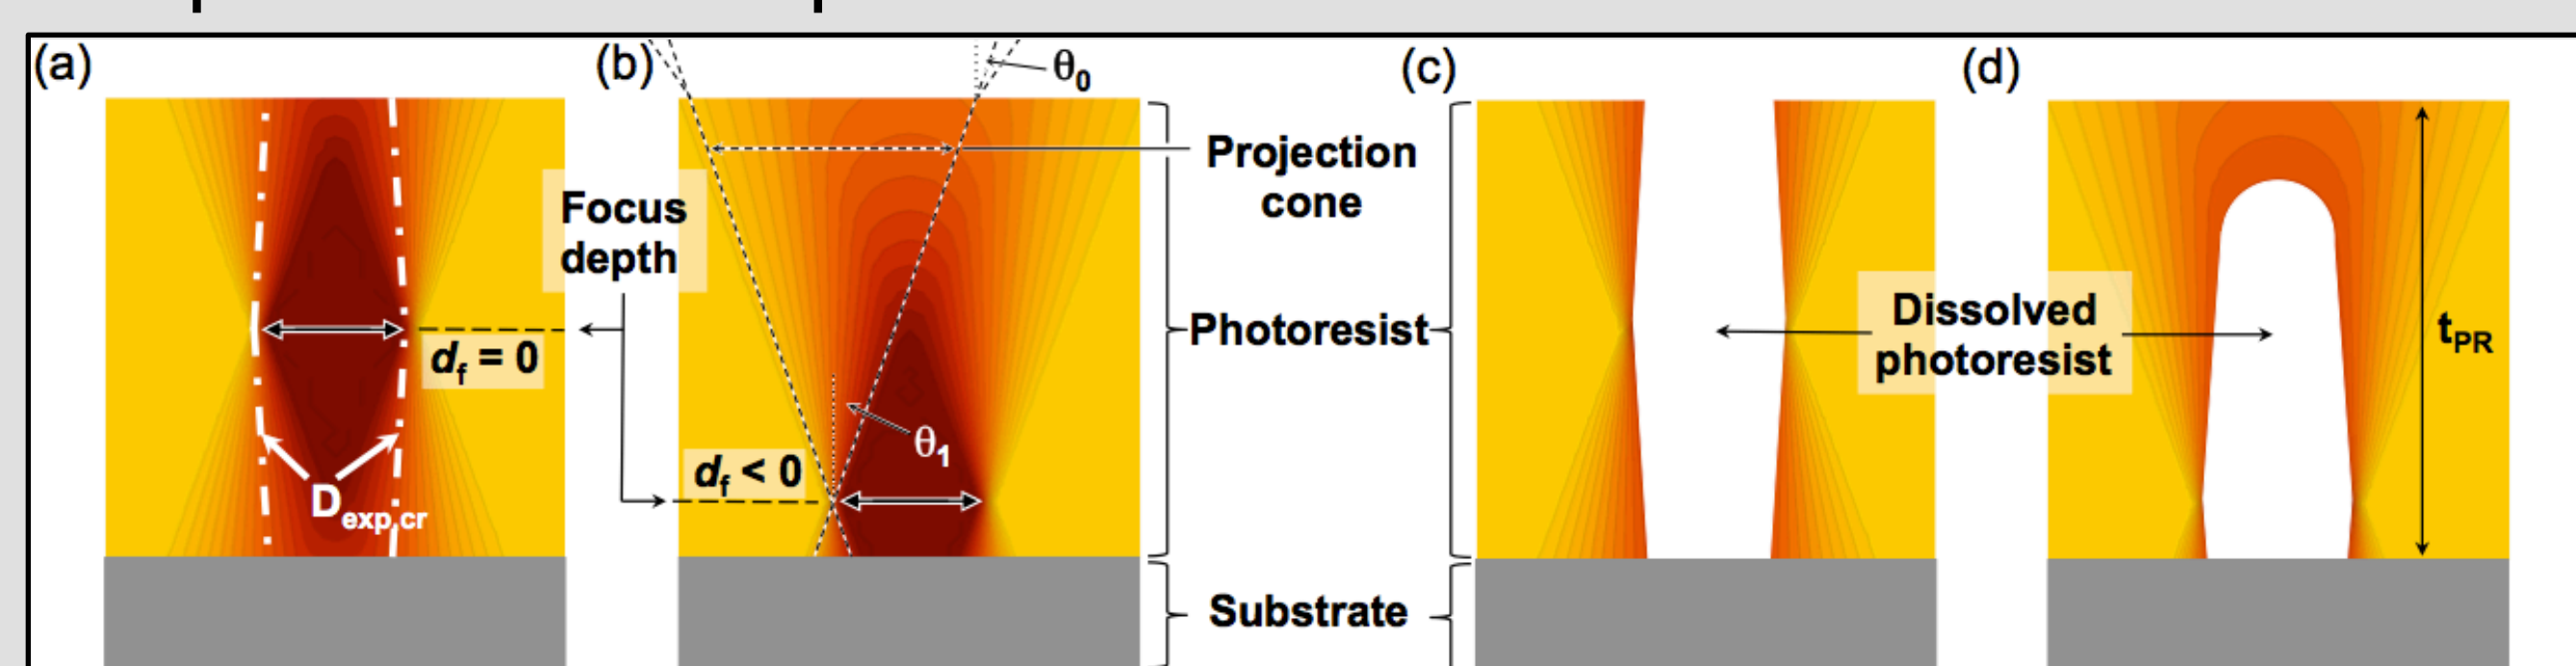 (a)
(b)
(c)
(d)
θ0
Projection
cone
Focus
depth
Photoresist
Dissolved
photoresist
tPR
df = 0
θ1
df < 0
Dexp,cr
Substrate